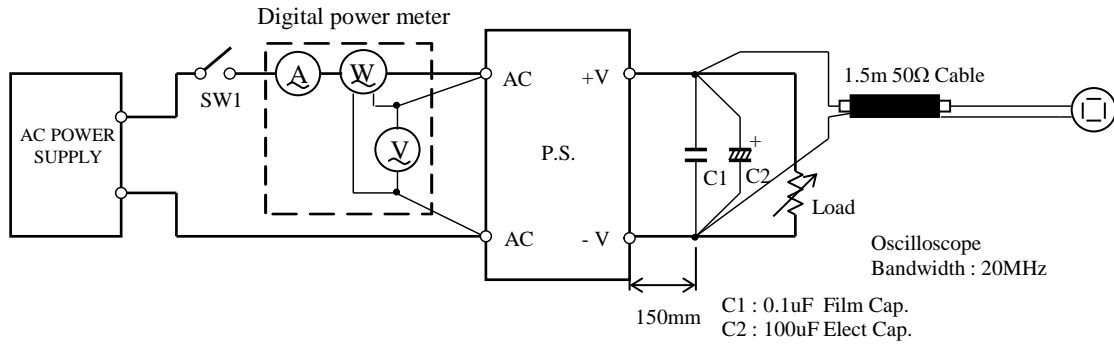 Digital power meter
AC POWER
SUPPLY
SW1
A
W
V
AC
AC
P.S.
+V
- V
C1
+
C2
Load
1.5m 50Ω Cable
Oscilloscope
Bandwidth : 20MHz
150mm
C1 : 0.1uF Film Cap.
C2 : 100uF Elect Cap.